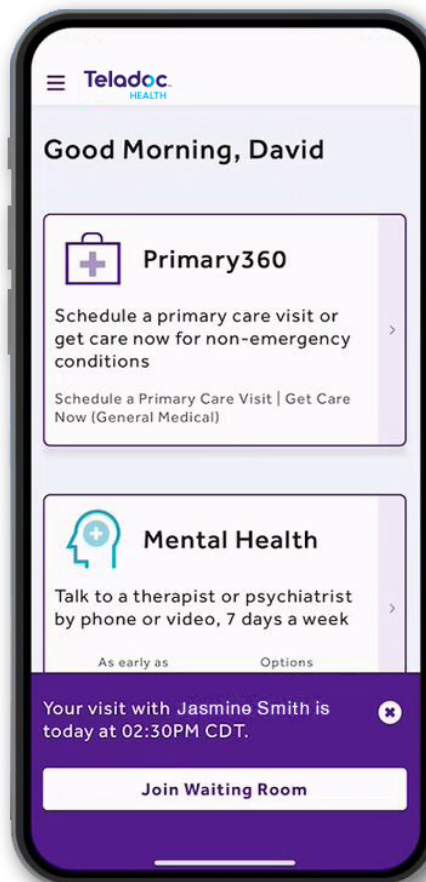 Teladoc
HEALTH
Good Morning, David
Primary360
Schedule a primary care visit or
get care now for non-emergency
conditions
Schedule a Primary Care Visit | Get Care
Now (General Medical)
Mental Health
Talk to a therapist or psychiatrist
by phone or video, 7 days a week
As early as Options
Your visit with Jasmine Smith is
today at 02:30PM CDT.
Join Waiting Room